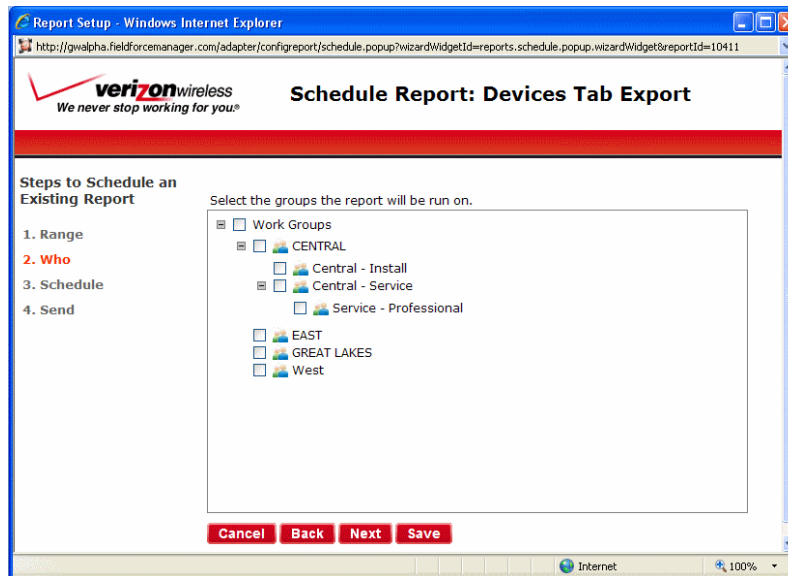 Report Setup - Windows Internet Explorer
http://gwalpha.fieldforcemanager.com/adapter/configreport/schedule.popup?wizardWidgetId=reports.schedule.popup.wizardWidget&reportId=10411
verizonwireless
We never stop working for you.®
Schedule Report: Devices Tab Export
Steps to Schedule an
Existing Report
1. Range
2. Who
3. Schedule
4. Send
Select the groups the report will be run on.
Work Groups
CENTRAL
Central - Install
Central - Service
Service - Professional
EAST
GREAT LAKES
West
Cancel Back Next Save
Internet 100%